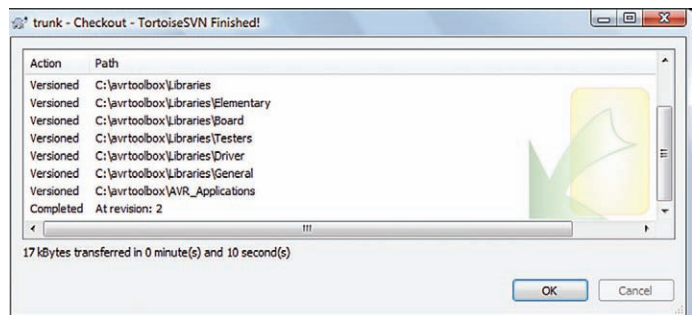 trunk - Checkout - TortoiseSVN Finished!
Action Path
Versioned C:\avrtoolbox\Libraries
Versioned C:\avrtoolbox\Libraries\Elementary
Versioned C:\avrtoolbox\Libraries\Board
Versioned C:\avrtoolbox\Libraries\Testers
Versioned C:\avrtoolbox\Libraries\Driver
Versioned C:\avrtoolbox\Libraries\General
Versioned C:\avrtoolbox\AVR_Applications
Completed At revision: 2
17 kBytes transferred in 0 minute(s) and 10 second(s)
OK Cancel